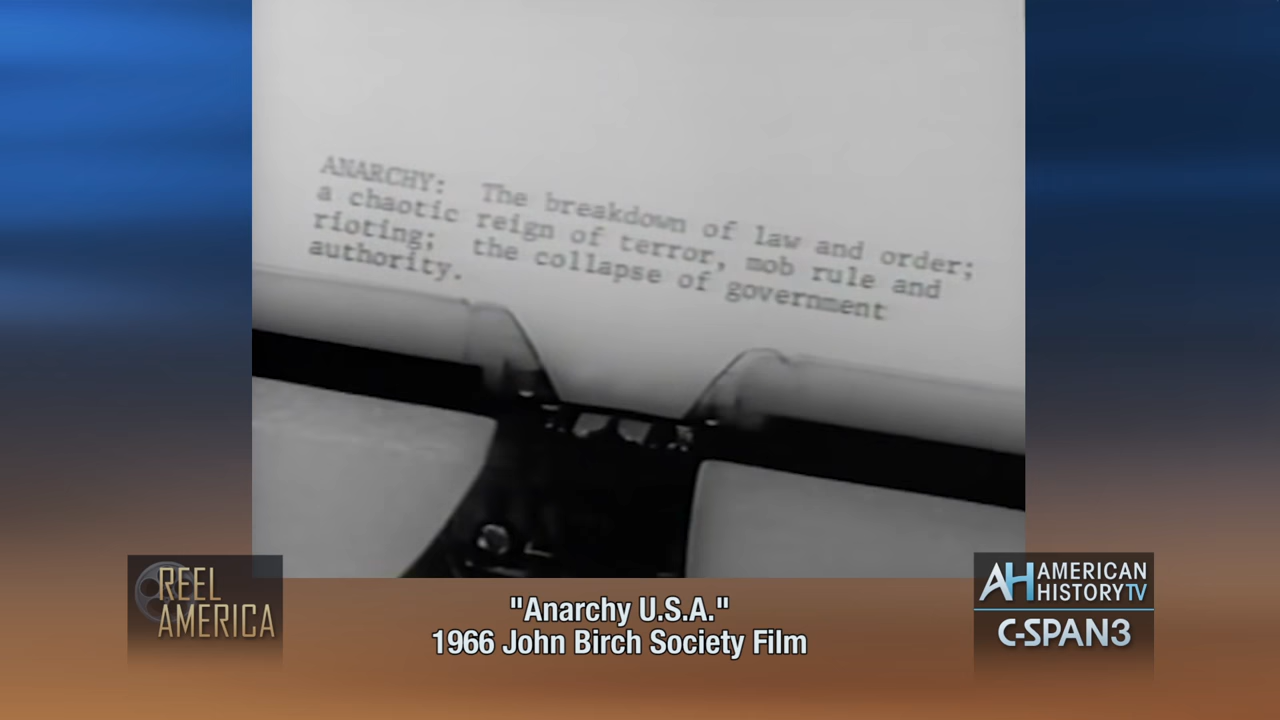 ANARCHY: The breakdown of law and order;
a chaotic reign of terror, mob rule and
rioting; the collapse of government
authority.
REEL
AMERICA
"Anarchy U.S.A."
1966 John Birch Society Film
AH AMERICAN
HISTORY TV
C-SPAN3